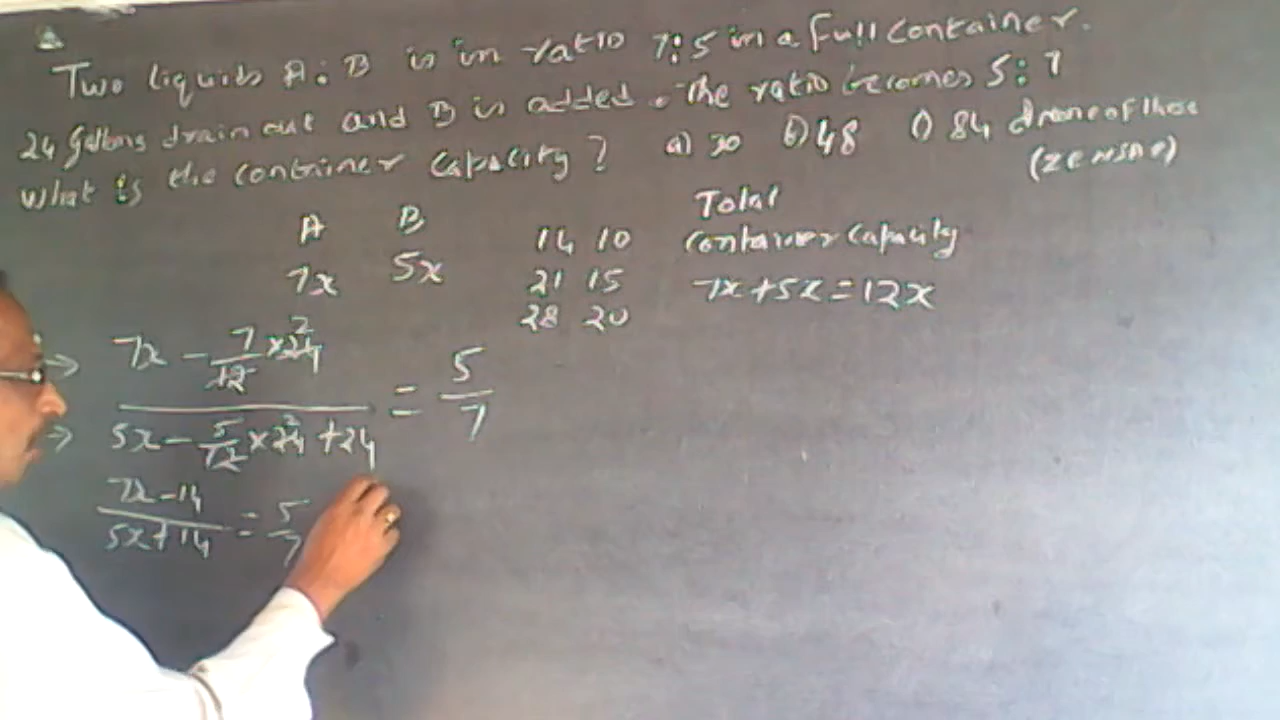 Two liquids A: B is in ratio 7:5 in a full container.
24 gallons drain out and B is added. The ratio becomes 5:7
What is the container capacity? a) 30 b) 48 c) 84 d none of these
A B 14 10 Total
7x 5x 21 15 container capacity
28 20 7x+5x=12x
→ 7x - 7/12 × 24 2
= 5/7
→ 5x - 5/12 × 24 2 + 24
7x-14 / 5x+14 = 5/7